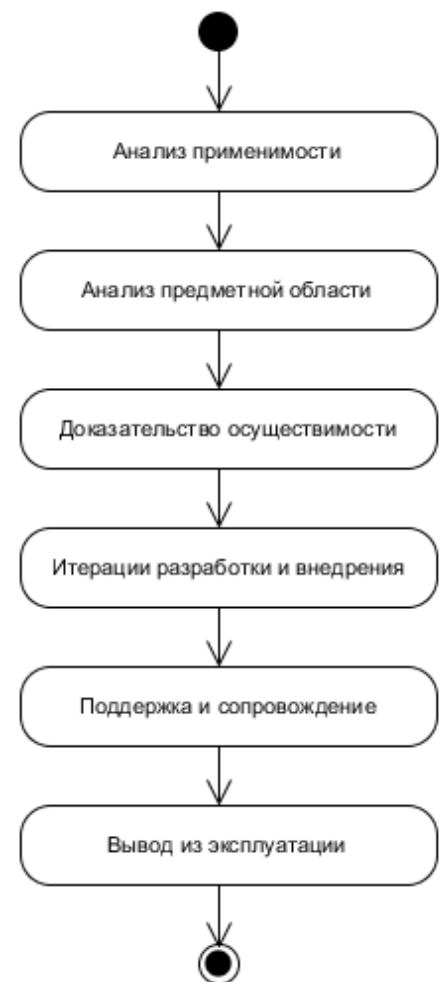 Анализ применимости
Анализ предметной области
Доказательство осуществимости
Итерации разработки и внедрения
Поддержка и сопровождение
Вывод из эксплуатации